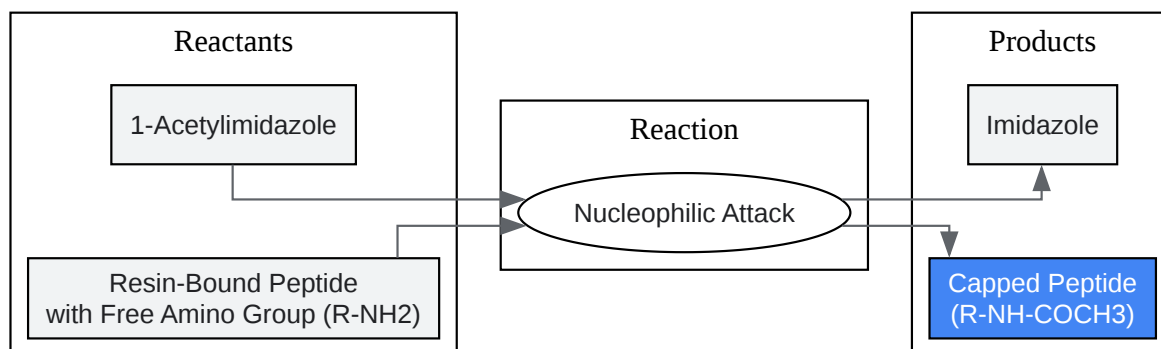 Reactants
1-Acetylimidazole
Resin-Bound Peptide
with Free Amino Group (R-NH2)
Reaction
Nucleophilic Attack
Products
Imidazole
Capped Peptide
(R-NH-COCH3)